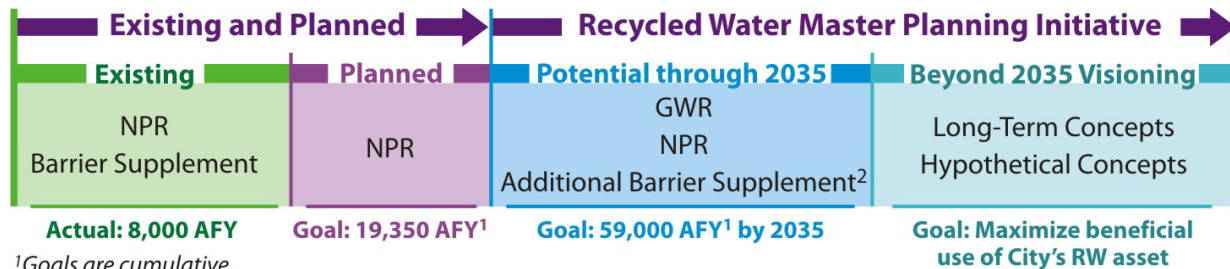 Existing and Planned
Recycled Water Master Planning Initiative
Existing
Planned
Potential through 2035
Beyond 2035 Visioning
NPR
Barrier Supplement
NPR
GWR
NPR
Additional Barrier Supplement²
Long-Term Concepts
Hypothetical Concepts
Actual: 8,000 AFY
Goal: 19,350 AFY¹
Goal: 59,000 AFY¹ by 2035
Goal: Maximize beneficial
use of City's RW asset
¹Goals are cumulative